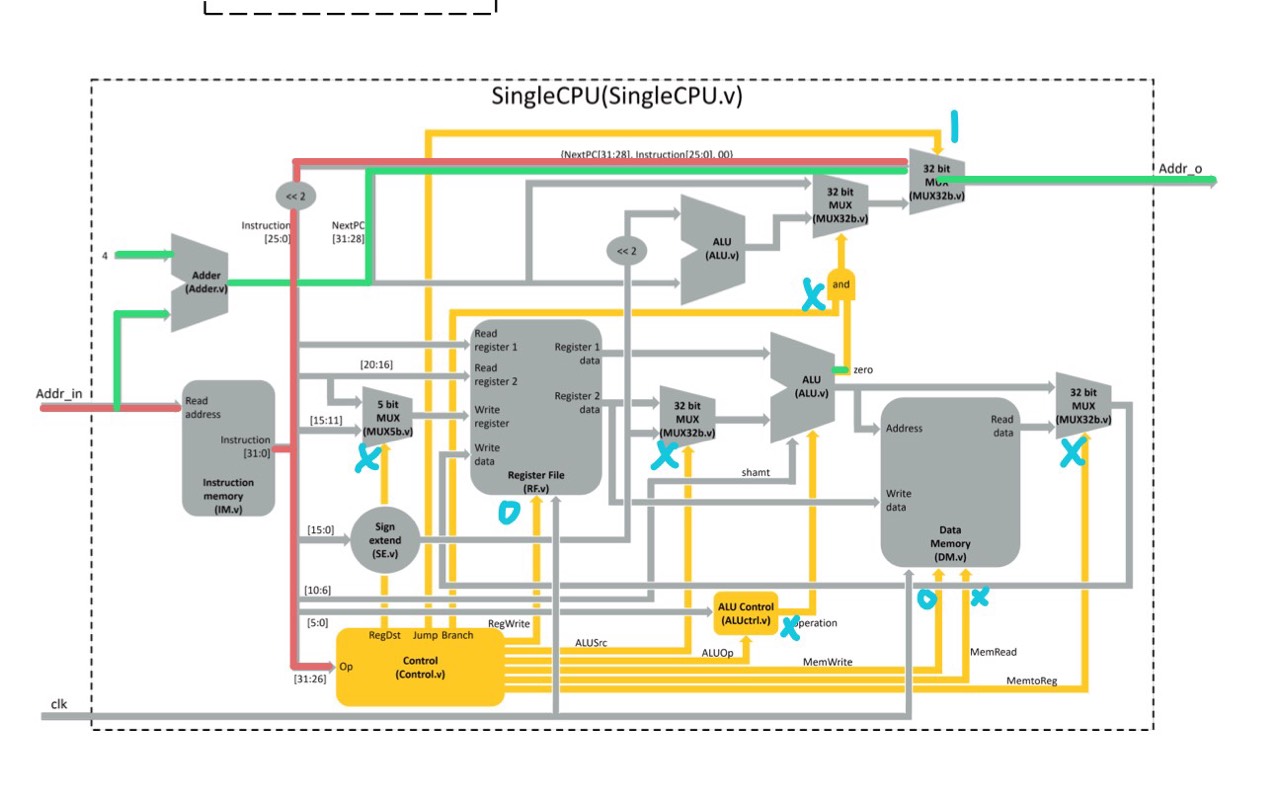 SingleCPU(SingleCPU.v)
1
{NextPC[31:28], Instruction[25:0], 00}
Addr_o
32 bit
MUX
(MUX32b.v)
<< 2
32 bit
MUX
(MUX32b.v)
Instruction
[25:0]
NextPC
[31:28]
<< 2
ALU
(ALU.v)
4
Adder
(Adder.v)
and
X
Read
register 1
Register 1
data
[20:16]
Read
register 2
zero
ALU
(ALU.v)
Addr_in
Read
address
5 bit
MUX
(MUX5b.v)
Register 2
data
32 bit
MUX
(MUX32b.v)
32 bit
MUX
(MUX32b.v)
[15:11]
Write
register
Address
Read
data
Instruction
[31:0]
X
Write
data
X
X
Instruction
memory
(IM.v)
Register File
(RF.v)
shamt
Write
data
0
[15:0]
Sign
extend
(SE.v)
Data
Memory
(DM.v)
[10:6]
0
X
[5:0]
ALU Control
(ALUctrl.v)
X
operation
RegDst
Jump
Branch
RegWrite
ALUSrc
ALUOp
MemRead
Op
Control
(Control.v)
MemWrite
[31:26]
MemtoReg
clk